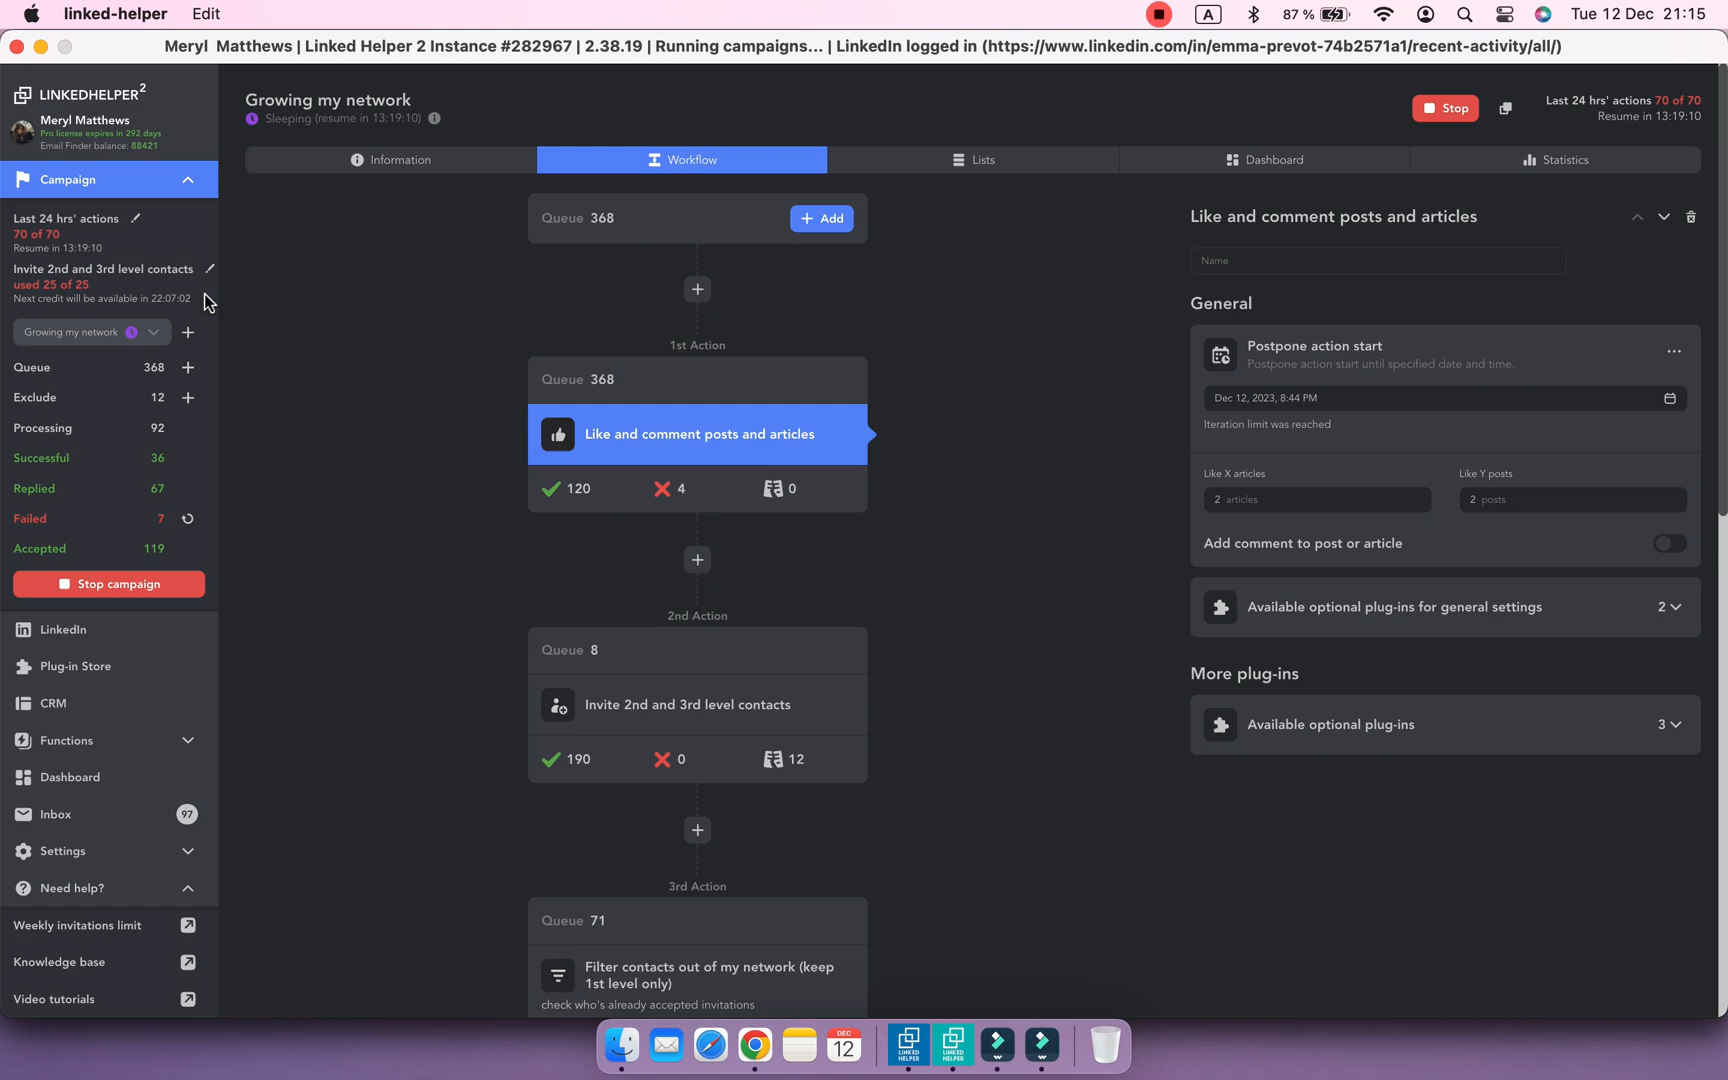 linked-helper Edit A 87 % Tue 12 Dec 21:15
Meryl Matthews | Linked Helper 2 Instance #282967 | 2.38.19 | Running campaigns... | LinkedIn logged in (https://www.linkedin.com/in/emma-prevot-74b2571a1/recent-activity/all/)
LINKEDHELPER2
Meryl Matthews
Pro license expires in 292 days
Email Finder balance: 88421
Campaign
Last 24 hrs' actions
70 of 70
Resume in 13:19:10
Invite 2nd and 3rd level contacts
used 25 of 25
Next credit will be available in 22:07:02
Growing my network
Queue 368
Exclude 12
Processing 92
Successful 36
Replied 67
Failed 7
Accepted 119
Stop campaign
LinkedIn
Plug-in Store
CRM
Functions
Dashboard
Inbox 97
Settings
Need help?
Weekly invitations limit
Knowledge base
Video tutorials
Growing my network
Sleeping (resume in 13:19:10)
Stop
Last 24 hrs' actions 70 of 70
Resume in 13:19:10
Information Workflow Lists Dashboard Statistics
Queue 368 + Add
1st Action
Queue 368
Like and comment posts and articles
120 4 0
2nd Action
Queue 8
Invite 2nd and 3rd level contacts
190 0 12
3rd Action
Queue 71
Filter contacts out of my network (keep
1st level only)
check who's already accepted invitations
Like and comment posts and articles
Name
General
Postpone action start
Postpone action start until specified date and time.
Dec 12, 2023, 8:44 PM
Iteration limit was reached
Like X articles Like Y posts
2 articles 2 posts
Add comment to post or article
Available optional plug-ins for general settings 2
More plug-ins
Available optional plug-ins 3
DEC
12
LINKED
HELPER
LINKED
HELPER